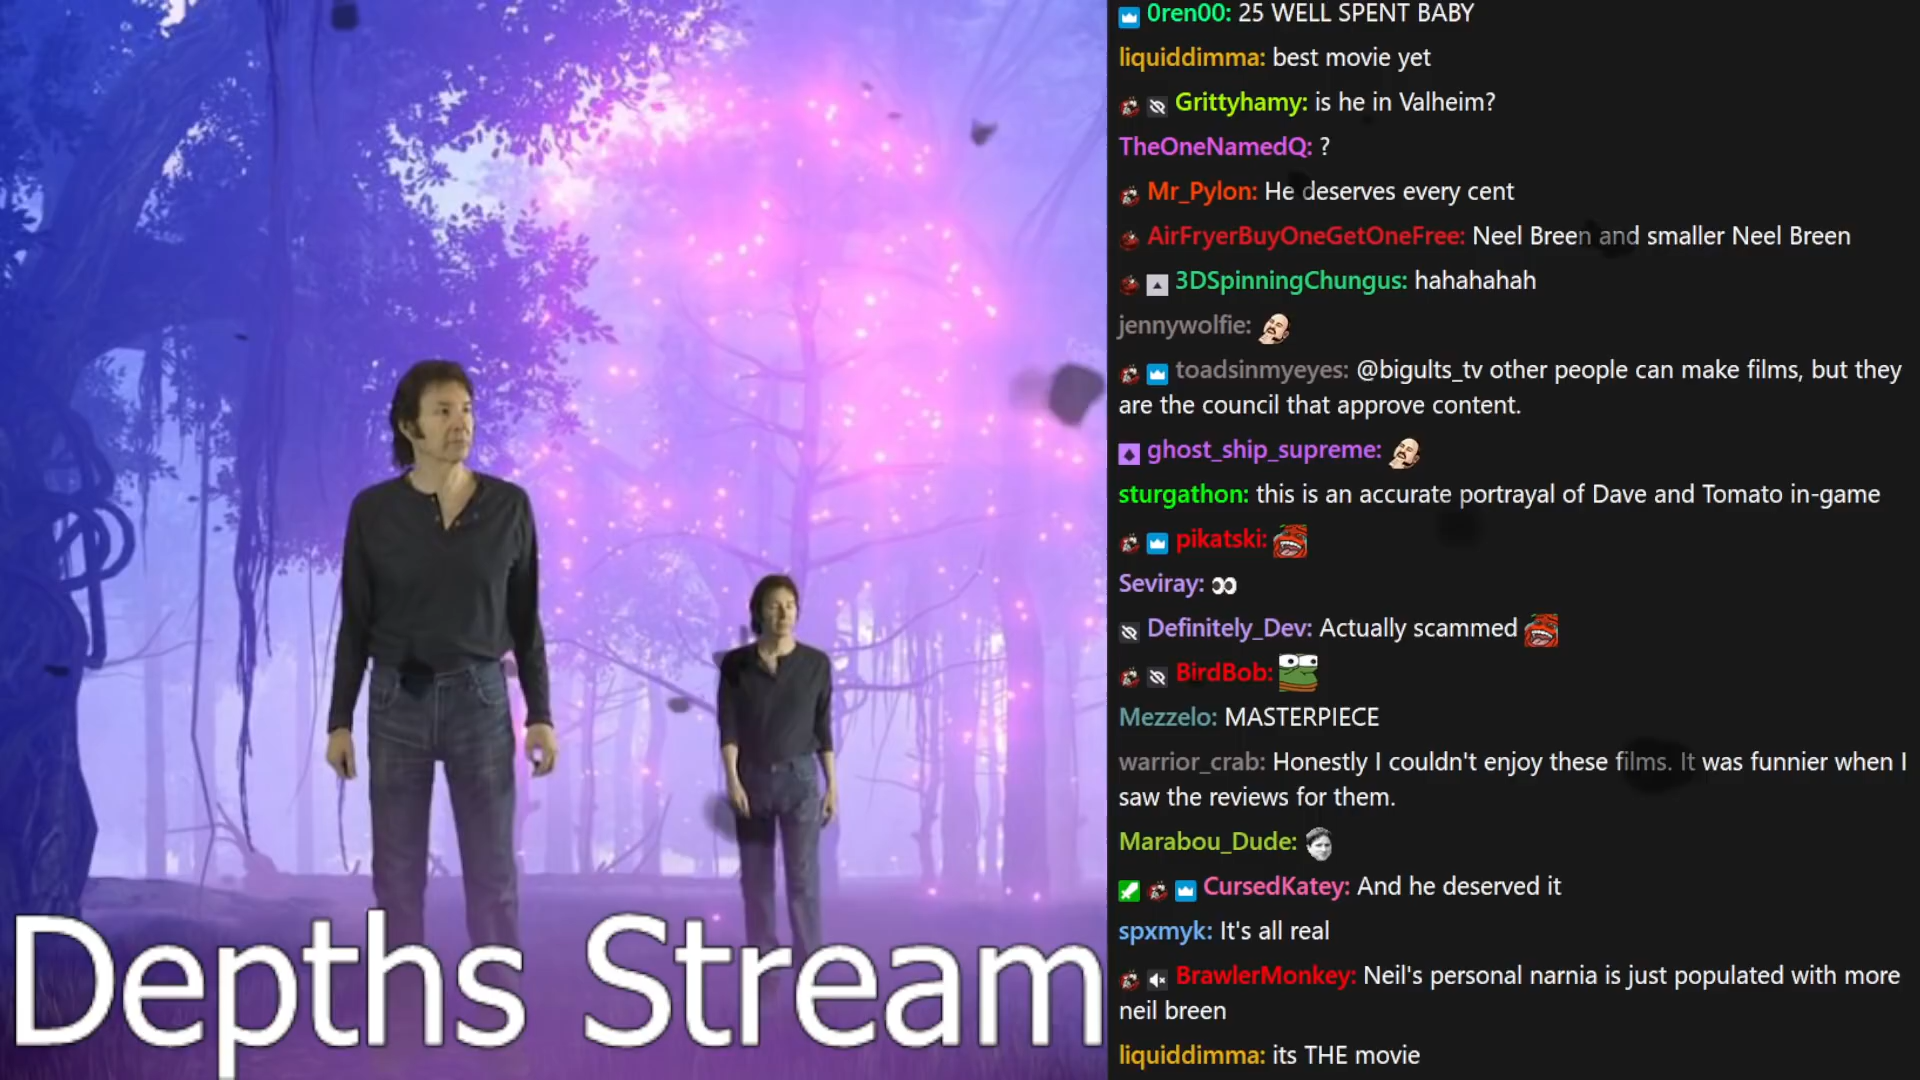 0ren00: 25 WELL SPENT BABY
liquiddimma: best movie yet
Grittyhamy: is he in Valheim?
TheOneNamedQ: ?
Mr_Pylon: He deserves every cent
AirFryerBuyOneGetOneFree: Neel Breen and smaller Neel Breen
3DSpinningChungus: hahahahah
jennywolfie:
toadsinmyeyes: @bigults_tv other people can make films, but they
are the council that approve content.
ghost_ship_supreme:
sturgathon: this is an accurate portrayal of Dave and Tomato in-game
pikatski:
Seviray: 👀
Definitely_Dev: Actually scammed
BirdBob:
Mezzelo: MASTERPIECE
warrior_crab: Honestly I couldn't enjoy these films. It was funnier when I
saw the reviews for them.
Marabou_Dude:
CursedKatey: And he deserved it
spxmyk: It's all real
BrawlerMonkey: Neil's personal narnia is just populated with more
neil breen
liquiddimma: its THE movie
Depths Stream